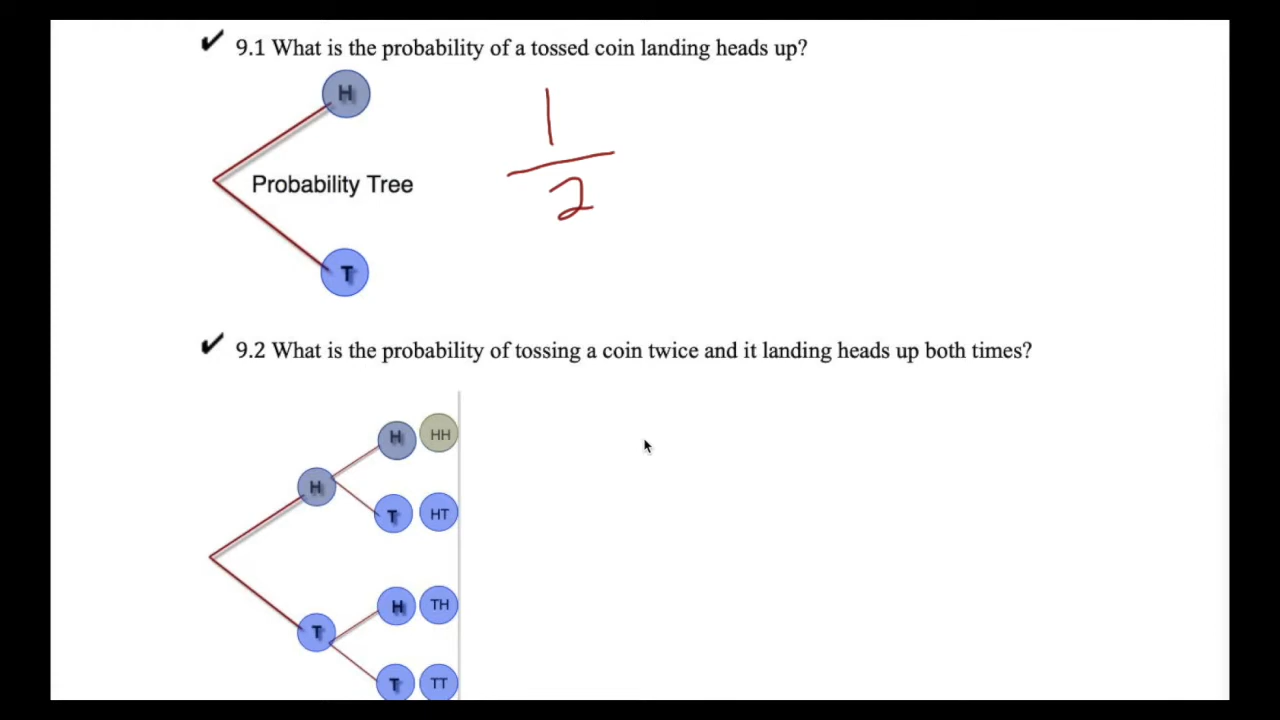 ✔ 9.1 What is the probability of a tossed coin landing heads up?
H
1
Probability Tree
2
T
✔ 9.2 What is the probability of tossing a coin twice and it landing heads up both times?
H HH
H
T HT
H TH
T
T TT